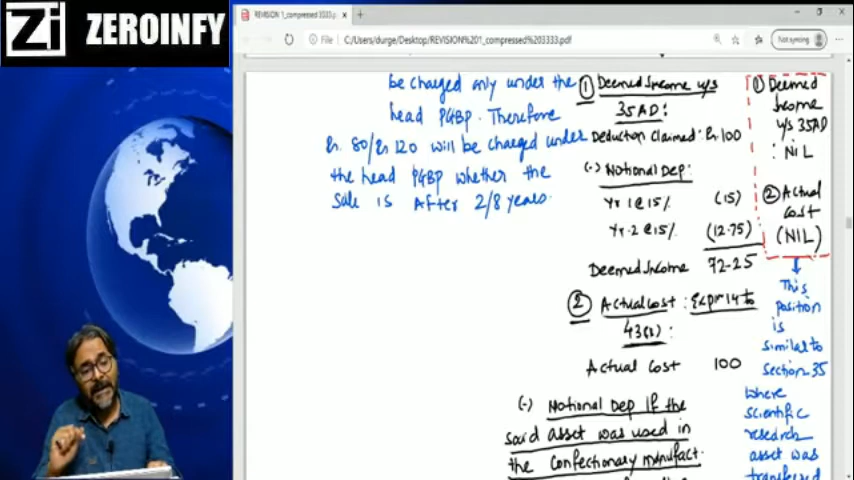 Zi ZEROINFY
REVISION 1_compressed 3333.pdf
File
C:/Users/durge/Desktop/REVISION%201_compressed%203333.pdf
Not syncing
be charged only under the
head PGBP. Therefore
Rs. 80/Rs 120 will be charged under
the head PGBP whether the
Sale is After 2/8 years.
① Deemed Income u/s
35AD:
Deduction Claimed: Rs.100
(-) Notional Dep:
Yr 1 @ 15% (15)
Yr. 2 @ 15% (12.75)
Deemed Income 72.25
② Actual cost: Expln 14 to
43(1):
Actual Cost 100
(-) Notional Dep If the
said asset was used in
the Confectionary manufact.
① Deemed
Income
u/s 35AD
: NIL
② Actual
cost
(NIL)
This
position
is
similar to
section 35
where
scientific
research
asset was
transferred